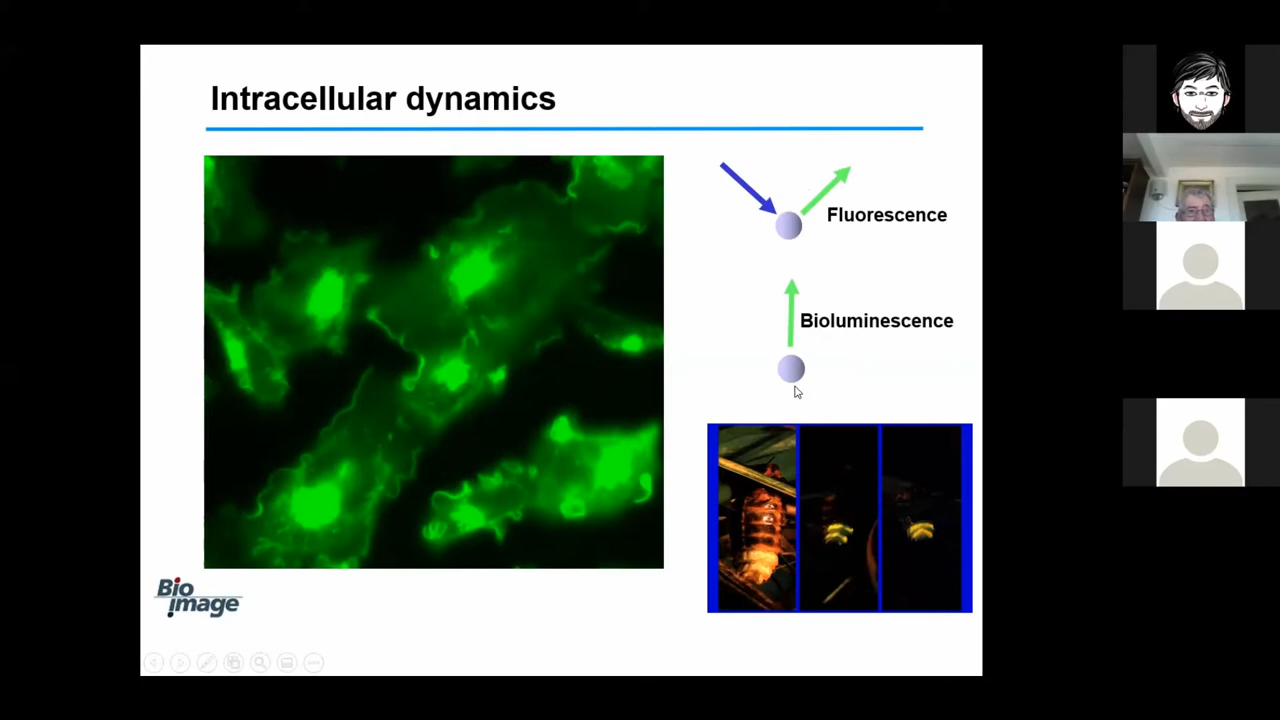 Intracellular dynamics
Fluorescence
Bioluminescence
Bio
image